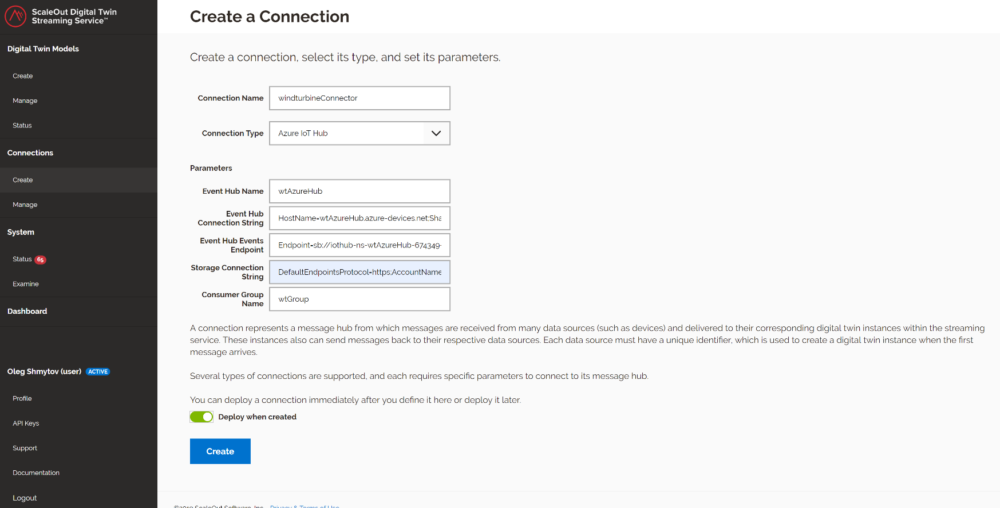 ScaleOut Digital Twin
Streaming Service™
Digital Twin Models
Create
Manage
Status
Connections
Create
Manage
System
Status 65
Examine
Dashboard
Oleg Shmytov (user) ACTIVE
Profile
API Keys
Support
Documentation
Logout
Create a Connection
Create a connection, select its type, and set its parameters.
Connection Name windturbineConnector
Connection Type Azure IoT Hub
Parameters
Event Hub Name wtAzureHub
Event Hub
Connection String HostName=wtAzureHub.azure-devices.net;Sha
Event Hub Events
Endpoint Endpoint=sb://iothub-ns-wtAzureHub-674349-
Storage Connection
String DefaultEndpointsProtocol=https;AccountName
Consumer Group
Name wtGroup
A connection represents a message hub from which messages are received from many data sources (such as devices) and delivered to their corresponding digital twin instances within the streaming
service. These instances also can send messages back to their respective data sources. Each data source must have a unique identifier, which is used to create a digital twin instance when the first
message arrives.
Several types of connections are supported, and each requires specific parameters to connect to its message hub.
You can deploy a connection immediately after you define it here or deploy it later.
Deploy when created
Create
©2019 ScaleOut Software, Inc. Privacy & Terms of Use